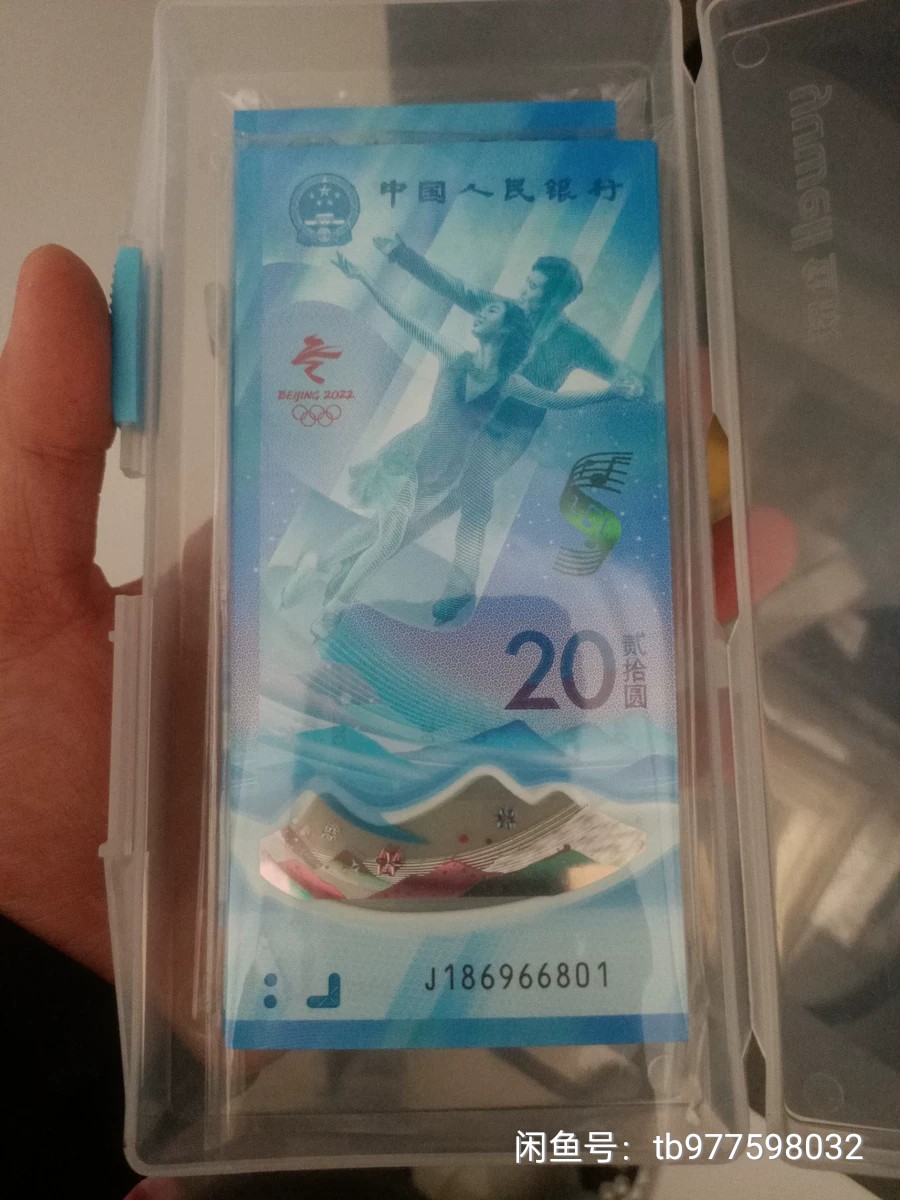 中国人民银行
BEIJING 2022
20
贰拾圆
J186966801
闲鱼号：tb977598032